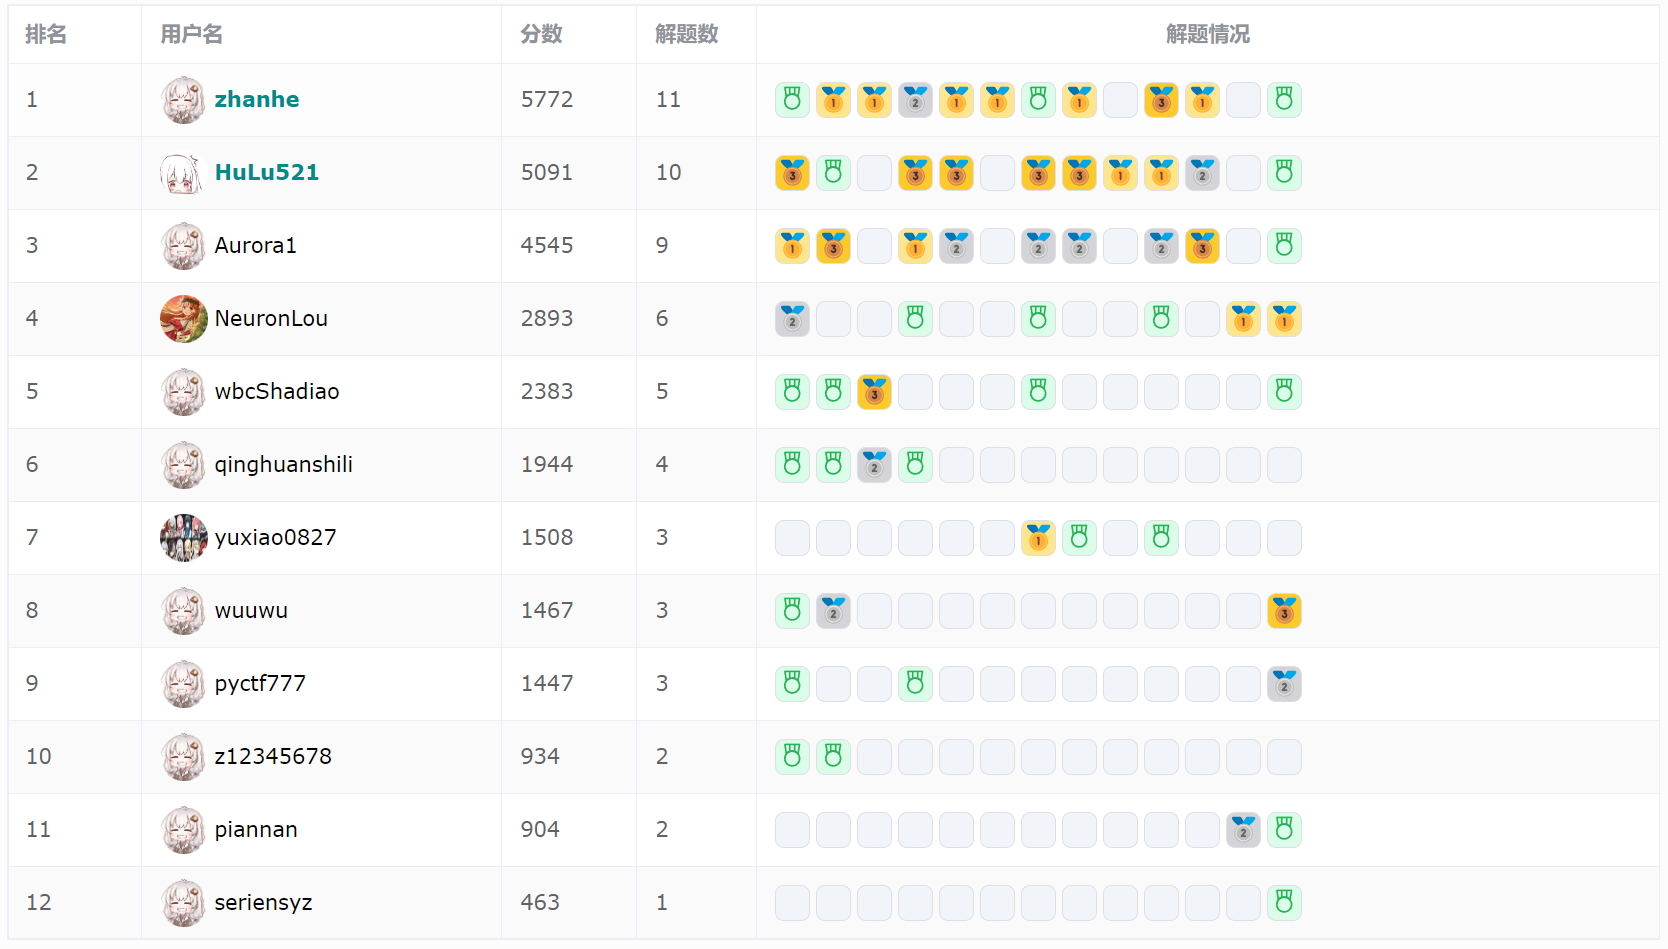 排名 用户名 分数 解题数 解题情况
1 zhanhe 5772 11 1 1 2 1 1 1 3 1
2 HuLu521 5091 10 3 3 3 3 3 1 1 2
3 Aurora1 4545 9 1 3 1 2 2 2 2 3
4 NeuronLou 2893 6 2 1 1
5 wbcShadiao 2383 5 3
6 qinghuanshili 1944 4 2
7 yuxiao0827 1508 3 1
8 wuuwu 1467 3 2 3
9 pyctf777 1447 3 2
10 z12345678 934 2
11 piannan 904 2 2
12 seriensyz 463 1